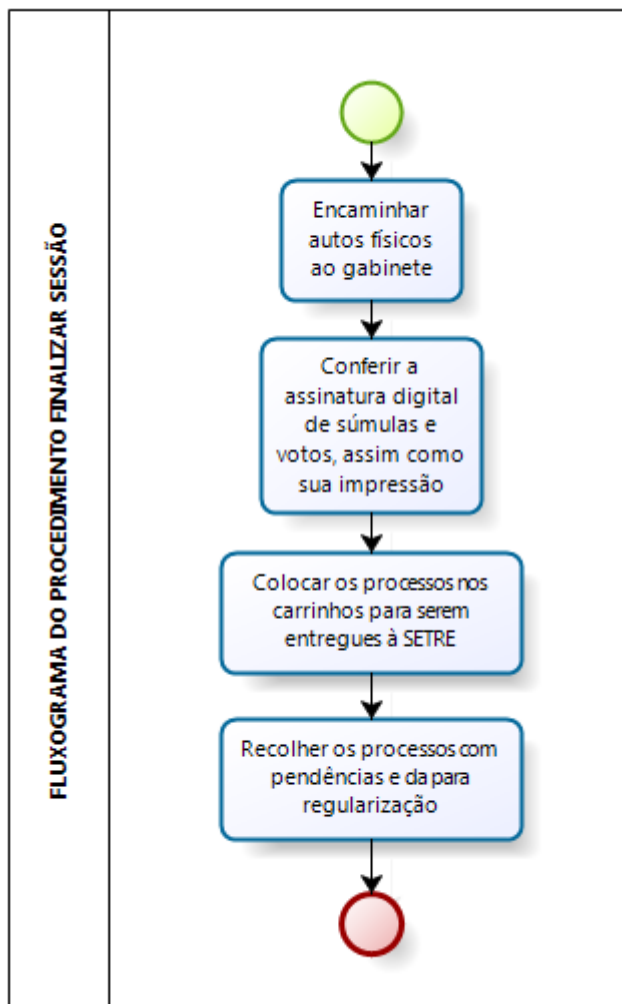 FLUXOGRAMA DO PROCEDIMENTO FINALIZAR SESSÃO
Encaminhar
autos físicos
ao gabinete
Conferir a
assinatura digital
de súmulas e
votos, assim como
sua impressão
Colocar os processos nos
carrinhos para serem
entregues à SETRE
Recolher os processos com
pendências e da para
regularização